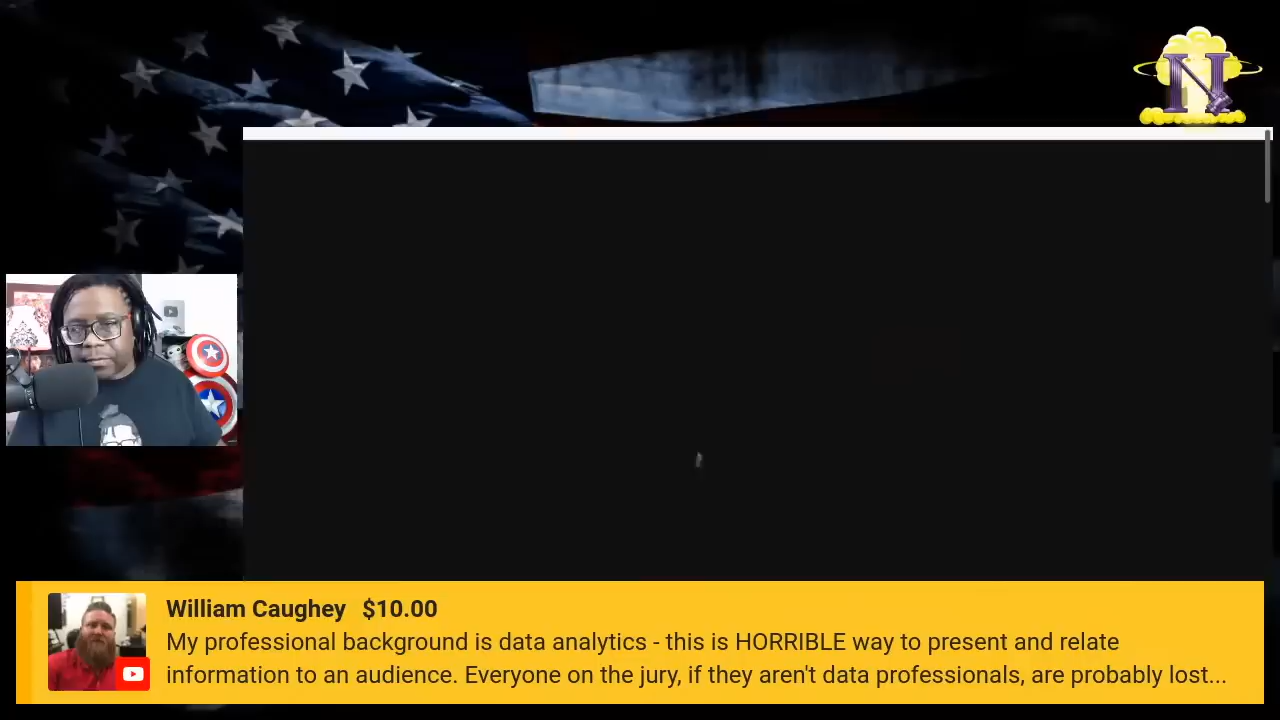 N
William Caughey $10.00
My professional background is data analytics - this is HORRIBLE way to present and relate
information to an audience. Everyone on the jury, if they aren't data professionals, are probably lost...